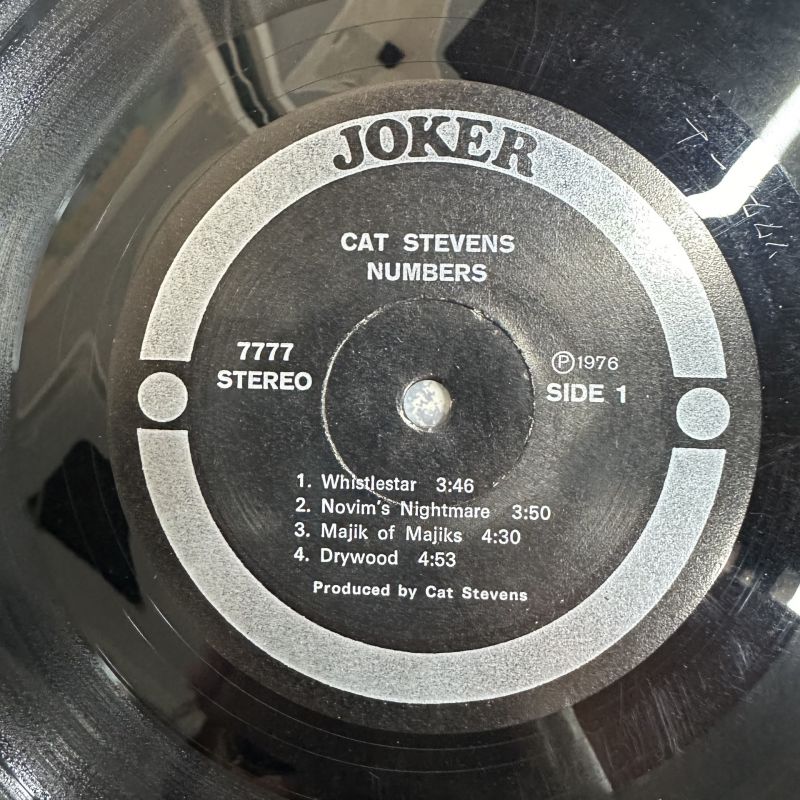 JOKER
CAT STEVENS
NUMBERS
7777
STEREO
Ⓟ1976
SIDE 1
1. Whistlestar 3:46
2. Novim's Nightmare 3:50
3. Majik of Majiks 4:30
4. Drywood 4:53
Produced by Cat Stevens